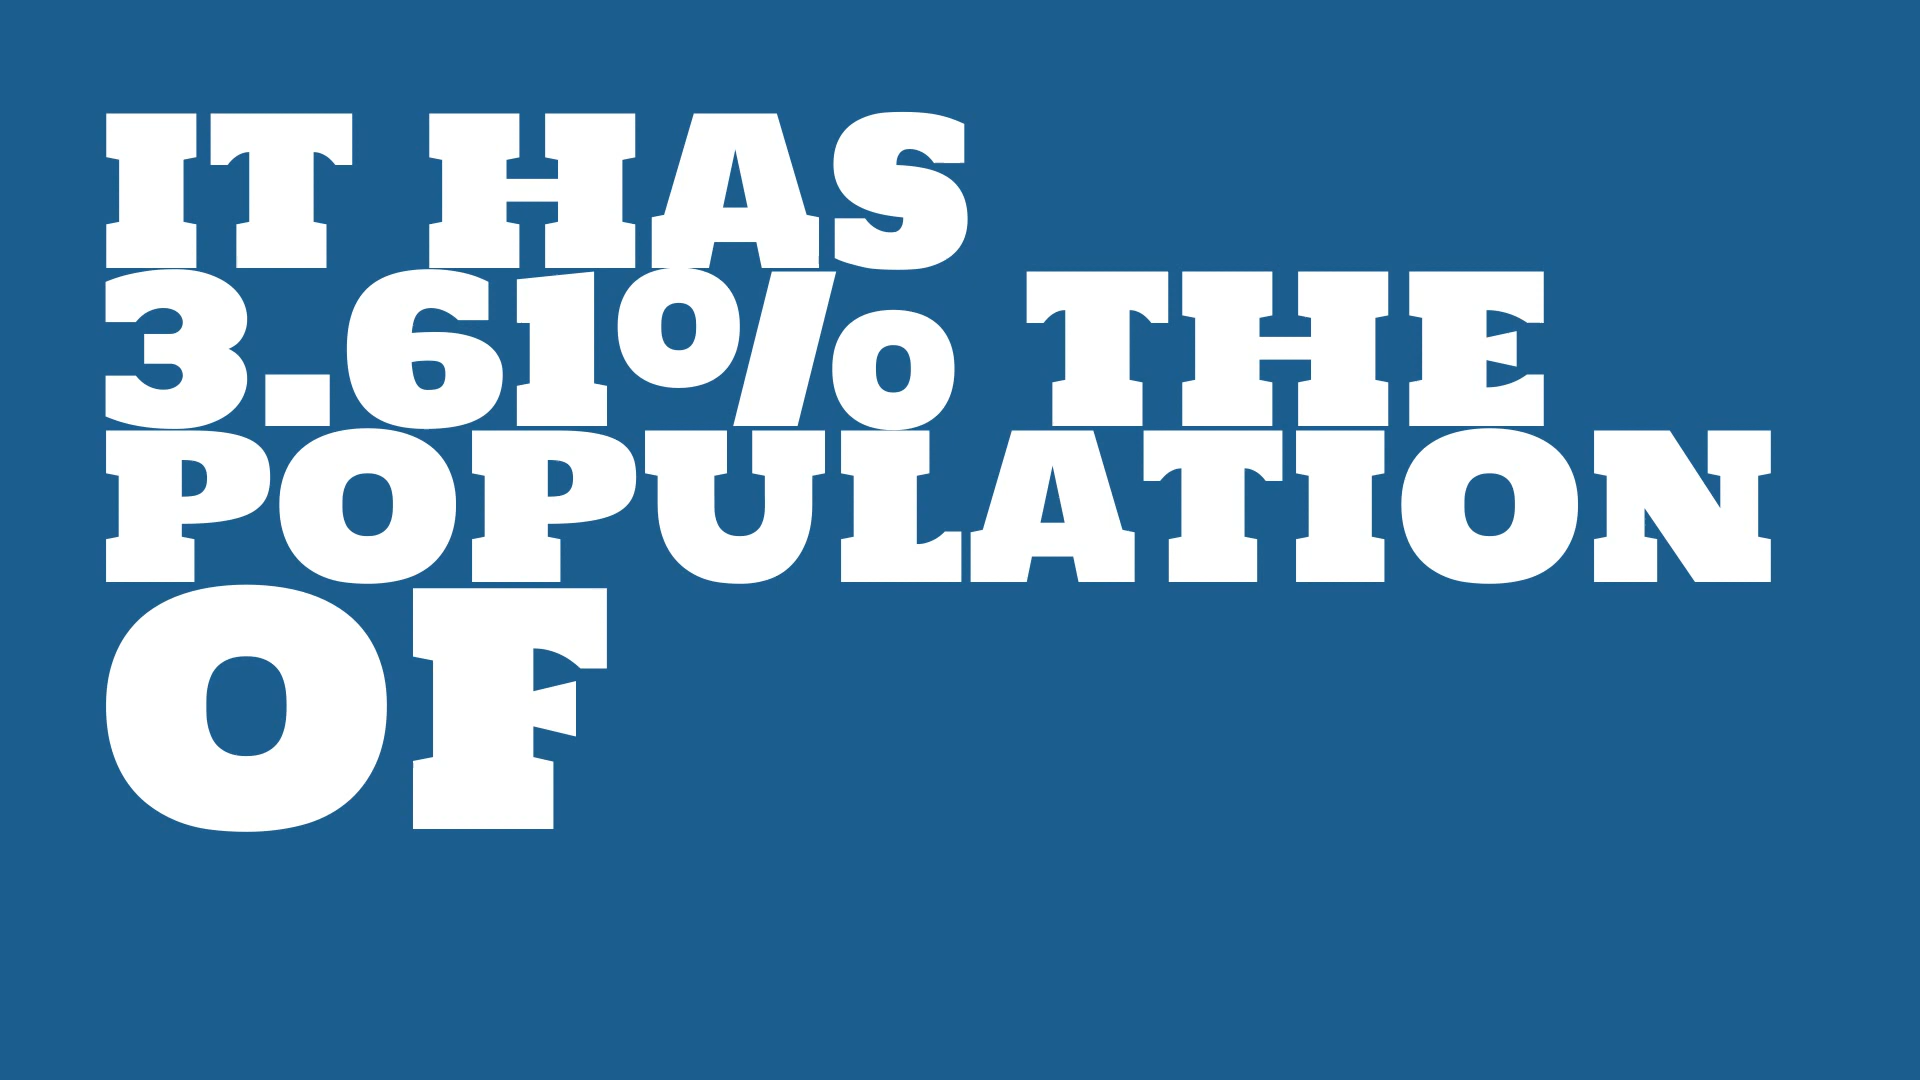 IT HAS
3.61% THE
POPULATION
OF